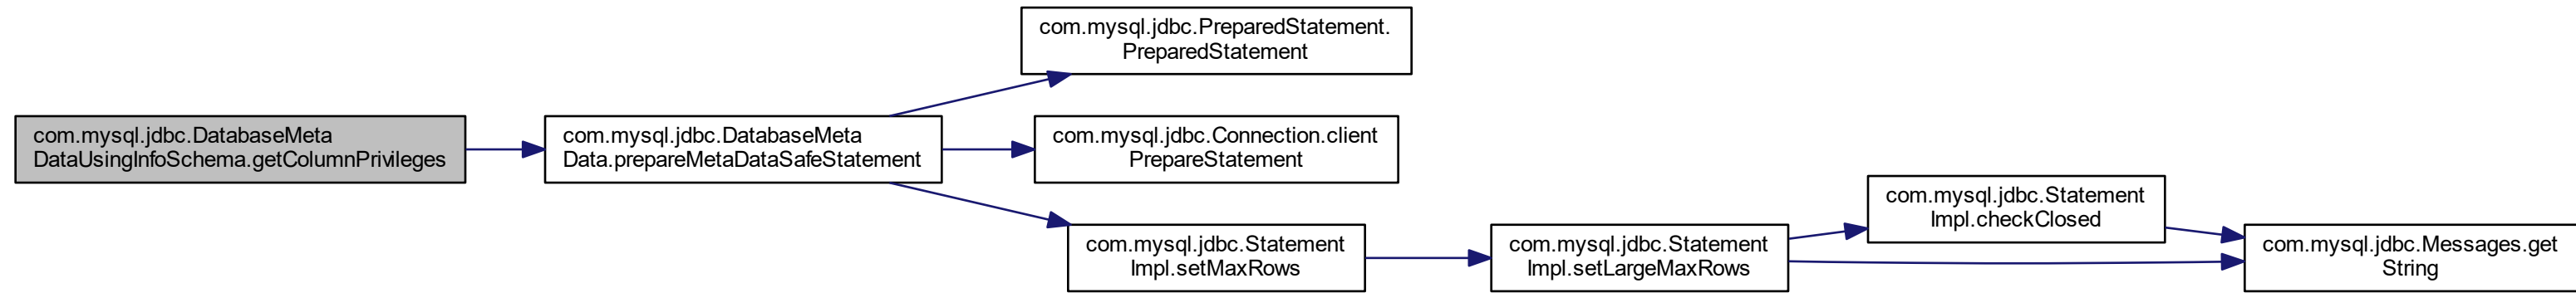 com.mysql.jdbc.DatabaseMeta
DataUsingInfoSchema.getColumnPrivileges
com.mysql.jdbc.DatabaseMeta
Data.prepareMetaDataSafeStatement
com.mysql.jdbc.PreparedStatement.
PreparedStatement
com.mysql.jdbc.Connection.client
PrepareStatement
com.mysql.jdbc.Statement
Impl.setMaxRows
com.mysql.jdbc.Statement
Impl.setLargeMaxRows
com.mysql.jdbc.Statement
Impl.checkClosed
com.mysql.jdbc.Messages.get
String